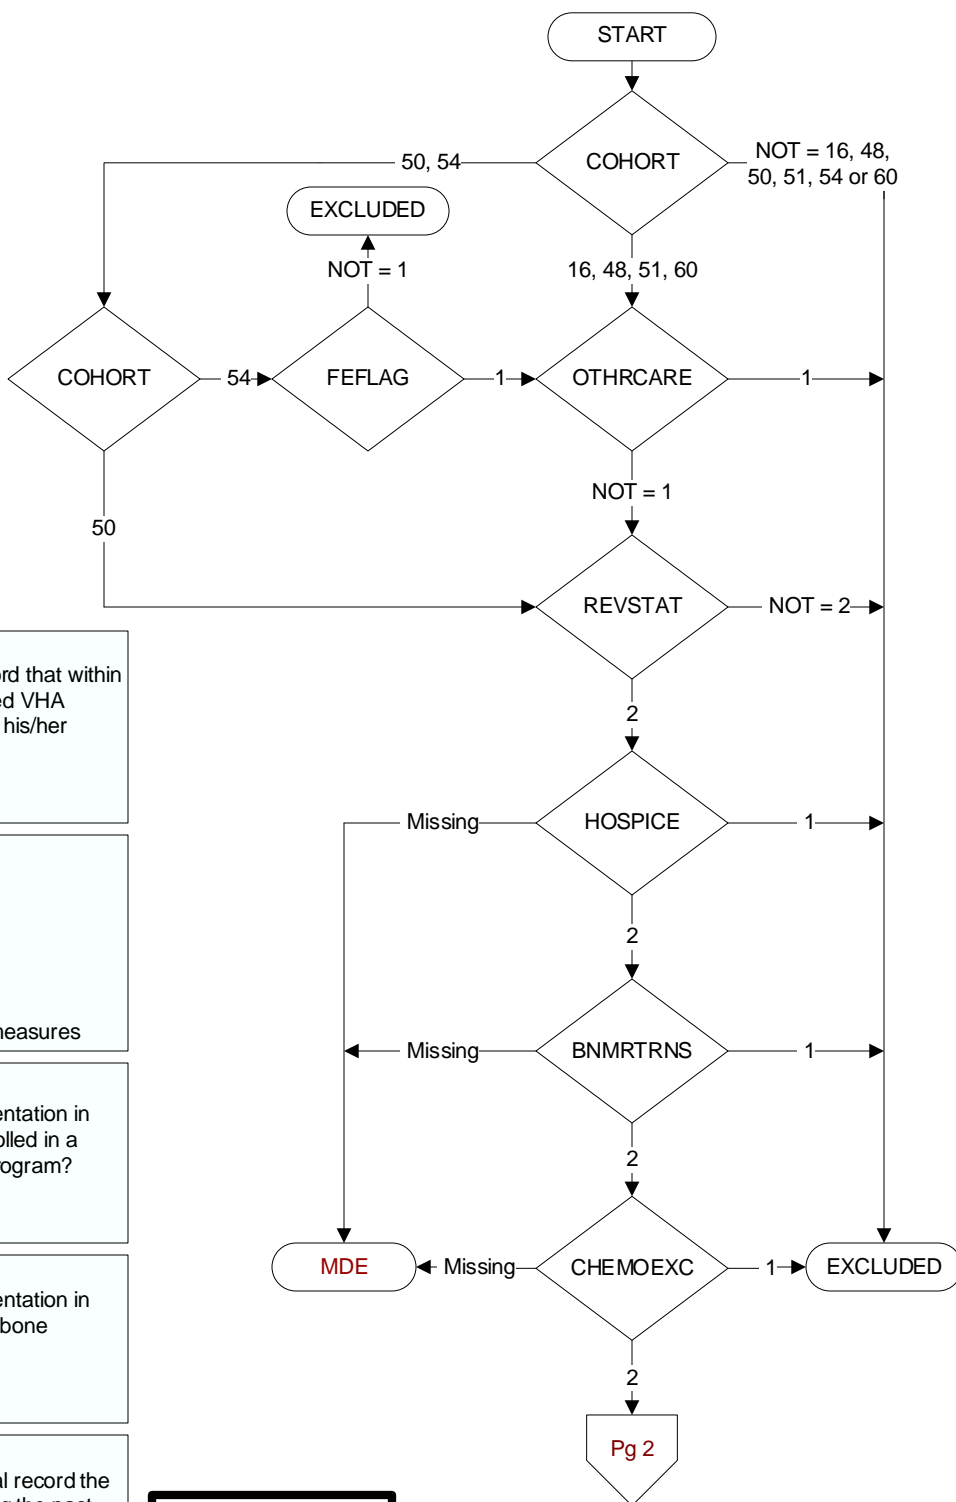 START
COHORT
50, 54
NOT = 16, 48,
50, 51, 54 or 60
EXCLUDED
NOT = 1
16, 48, 51, 60
COHORT
54
FEFLAG
1
OTHRCARE
1
NOT = 1
50
REVSTAT
NOT = 2
2
Missing
HOSPICE
1
2
Missing
BNMRTRNS
1
2
MDE
Missing
CHEMOEXC
1
EXCLUDED
2
Pg 2
rd that within
ed VHA
his/her
measures
entation in
olled in a
rogram?
entation in
bone
al record the